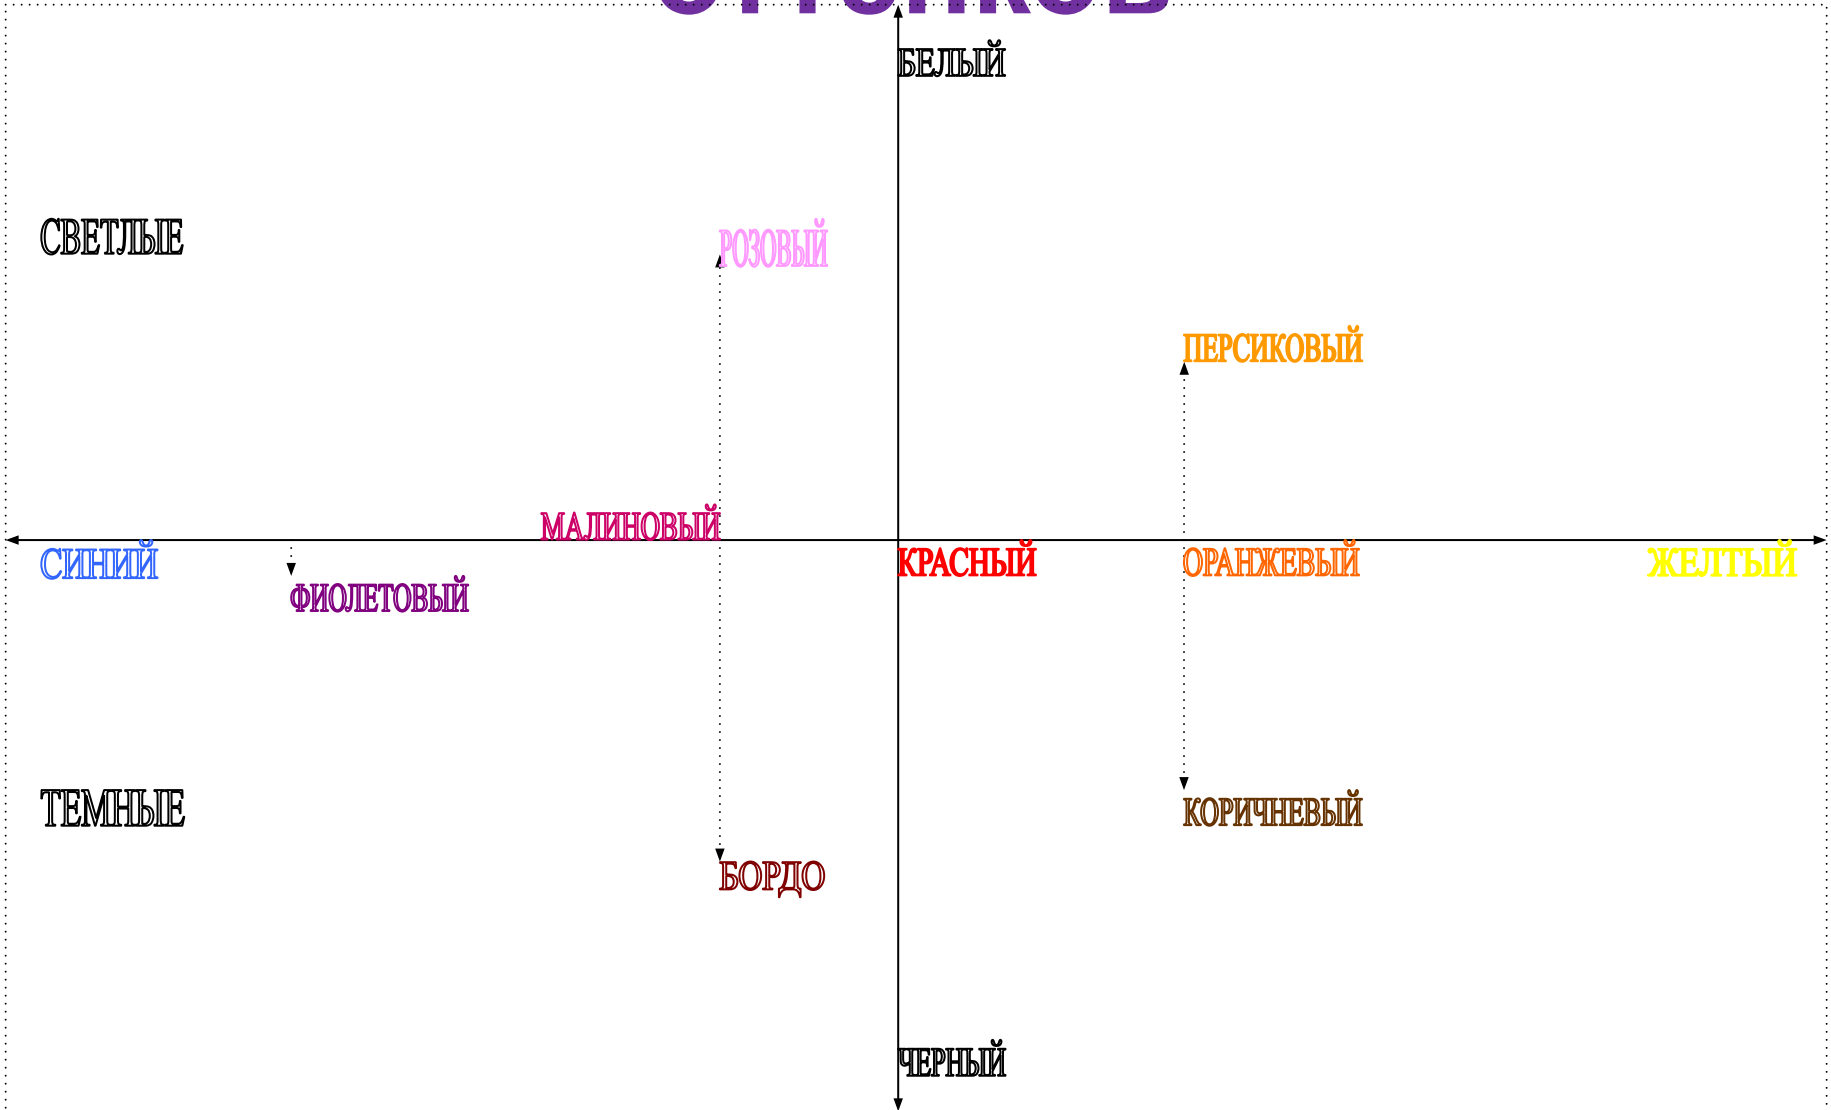 БЕЛЫЙ
СВЕТЛЫЕ
РОЗОВЫЙ
ПЕРСИКОВЫЙ
МАЛИНОВЫЙ
СИНИЙ
КРАСНЫЙ
ОРАНЖЕВЫЙ
ЖЕЛТЫЙ
ФИОЛЕТОВЫЙ
ТЕМНЫЕ
КОРИЧНЕВЫЙ
БОРДО
ЧЕРНЫЙ